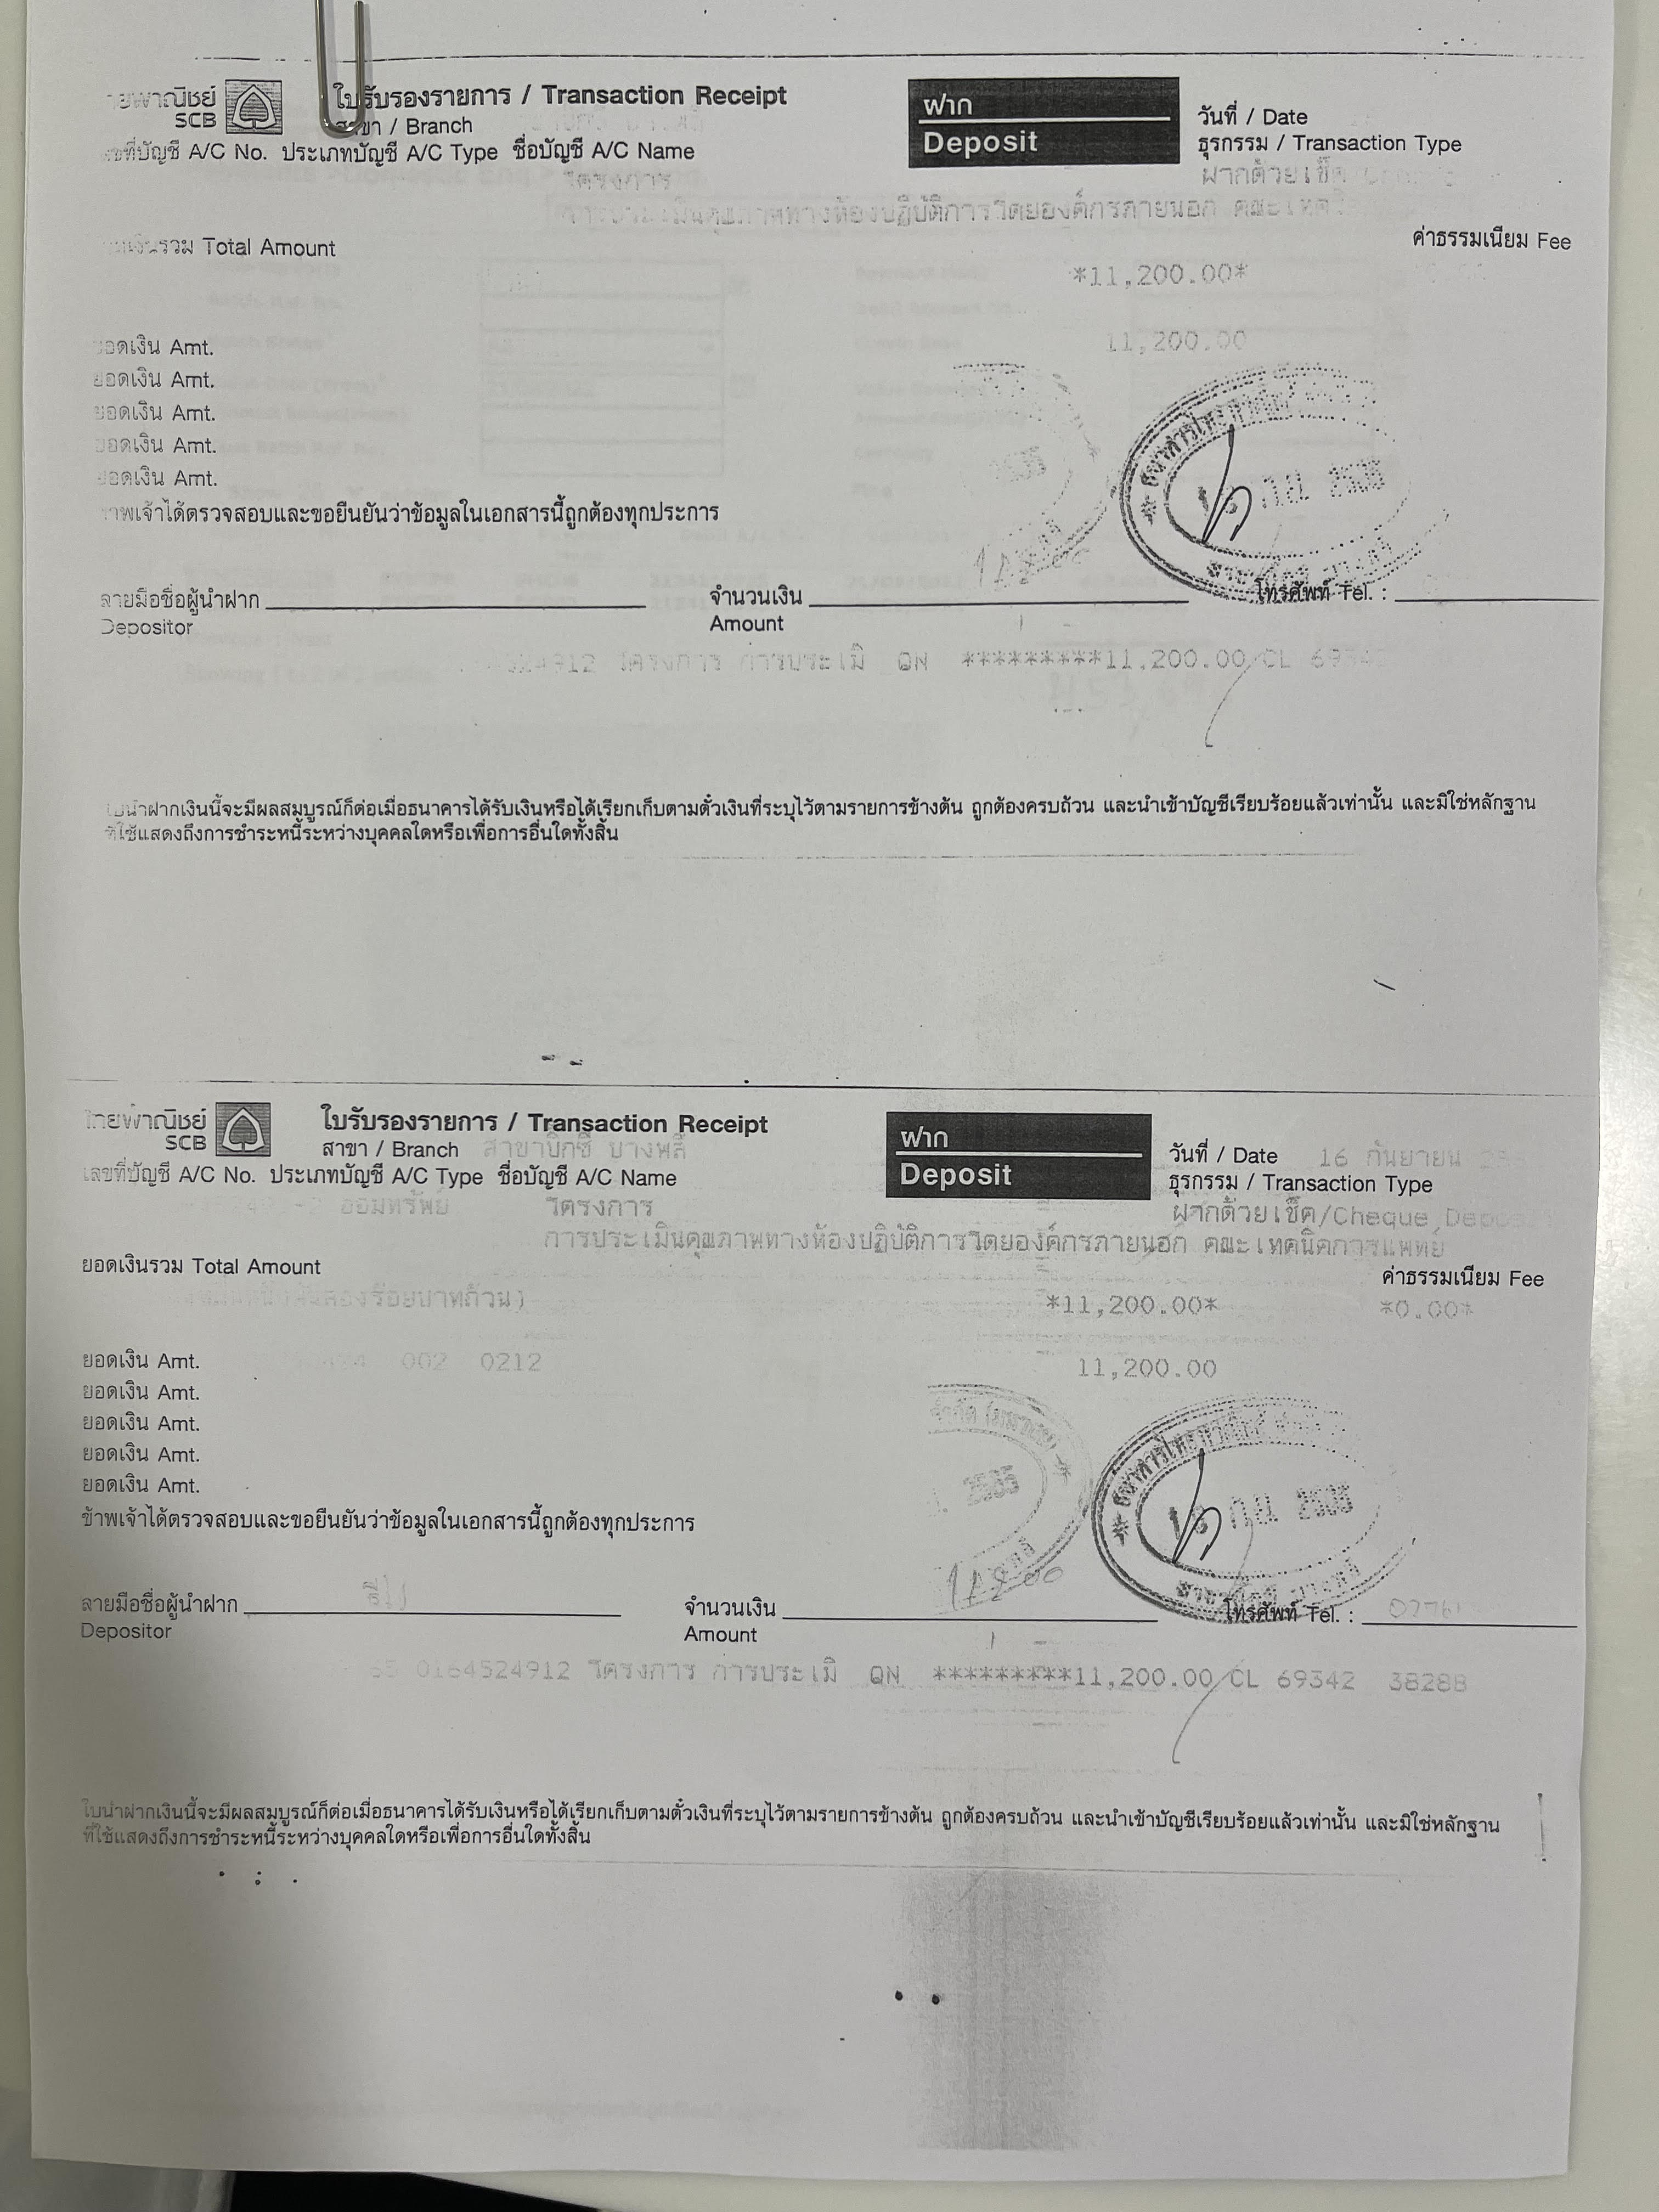 ไทยพาณิชย์
SCB
ใบรับรองรายการ / Transaction Receipt
สาขา / Branch
เลขที่บัญชี A/C No. ประเภทบัญชี A/C Type ชื่อบัญชี A/C Name
ฝาก
Deposit
วันที่ / Date
ธุรกรรม / Transaction Type
ฝากด้วยเช็ค
โครงการ
การประเมินคุณภาพทางห้องปฏิบัติการโดยองค์กรภายนอก คณะเทค
ยอดเงินรวม Total Amount
ค่าธรรมเนียม Fee
*11,200.00*
ยอดเงิน Amt. 11,200.00
ยอดเงิน Amt.
ยอดเงิน Amt.
ยอดเงิน Amt.
ยอดเงิน Amt.
ข้าพเจ้าได้ตรวจสอบและขอยืนยันว่าข้อมูลในเอกสารนี้ถูกต้องทุกประการ
ก.ย. 2565
ลายมือชื่อผู้นำฝาก จำนวนเงิน โทรศัพท์ Tel. :
Depositor Amount
524912 โครงการ การประเมิ QN *********11,200.00 CL 6934
ใบนำฝากเงินนี้จะมีผลสมบูรณ์ก็ต่อเมื่อธนาคารได้รับเงินหรือได้เรียกเก็บตามตั๋วเงินที่ระบุไว้ตามรายการข้างต้น ถูกต้องครบถ้วน และนำเข้าบัญชีเรียบร้อยแล้วเท่านั้น และมิใช่หลักฐาน
ที่ใช้แสดงถึงการชำระหนี้ระหว่างบุคคลใดหรือเพื่อการอื่นใดทั้งสิ้น
ไทยพาณิชย์
SCB
ใบรับรองรายการ / Transaction Receipt
สาขา / Branch สาขาบิ๊กซี บางพลี
เลขที่บัญชี A/C No. ประเภทบัญชี A/C Type ชื่อบัญชี A/C Name
ฝาก
Deposit
วันที่ / Date 16 กันยายน
ธุรกรรม / Transaction Type
ออมทรัพย์ โครงการ ฝากด้วยเช็ค/Cheque Deposit
การประเมินคุณภาพทางห้องปฏิบัติการโดยองค์กรภายนอก คณะเทคนิคการแพทย์
ยอดเงินรวม Total Amount
ค่าธรรมเนียม Fee
สองร้อยบาทถ้วน) *11,200.00* *0.00*
ยอดเงิน Amt. 002 0212 11,200.00
ยอดเงิน Amt.
ยอดเงิน Amt.
ยอดเงิน Amt.
ยอดเงิน Amt.
ข้าพเจ้าได้ตรวจสอบและขอยืนยันว่าข้อมูลในเอกสารนี้ถูกต้องทุกประการ
2565
ก.ย. 2565
ลายมือชื่อผู้นำฝาก จำนวนเงิน โทรศัพท์ Tel. :
Depositor Amount
0164524912 โครงการ การประเมิ QN *********11,200.00 CL 69342 38288
ใบนำฝากเงินนี้จะมีผลสมบูรณ์ก็ต่อเมื่อธนาคารได้รับเงินหรือได้เรียกเก็บตามตั๋วเงินที่ระบุไว้ตามรายการข้างต้น ถูกต้องครบถ้วน และนำเข้าบัญชีเรียบร้อยแล้วเท่านั้น และมิใช่หลักฐาน
ที่ใช้แสดงถึงการชำระหนี้ระหว่างบุคคลใดหรือเพื่อการอื่นใดทั้งสิ้น